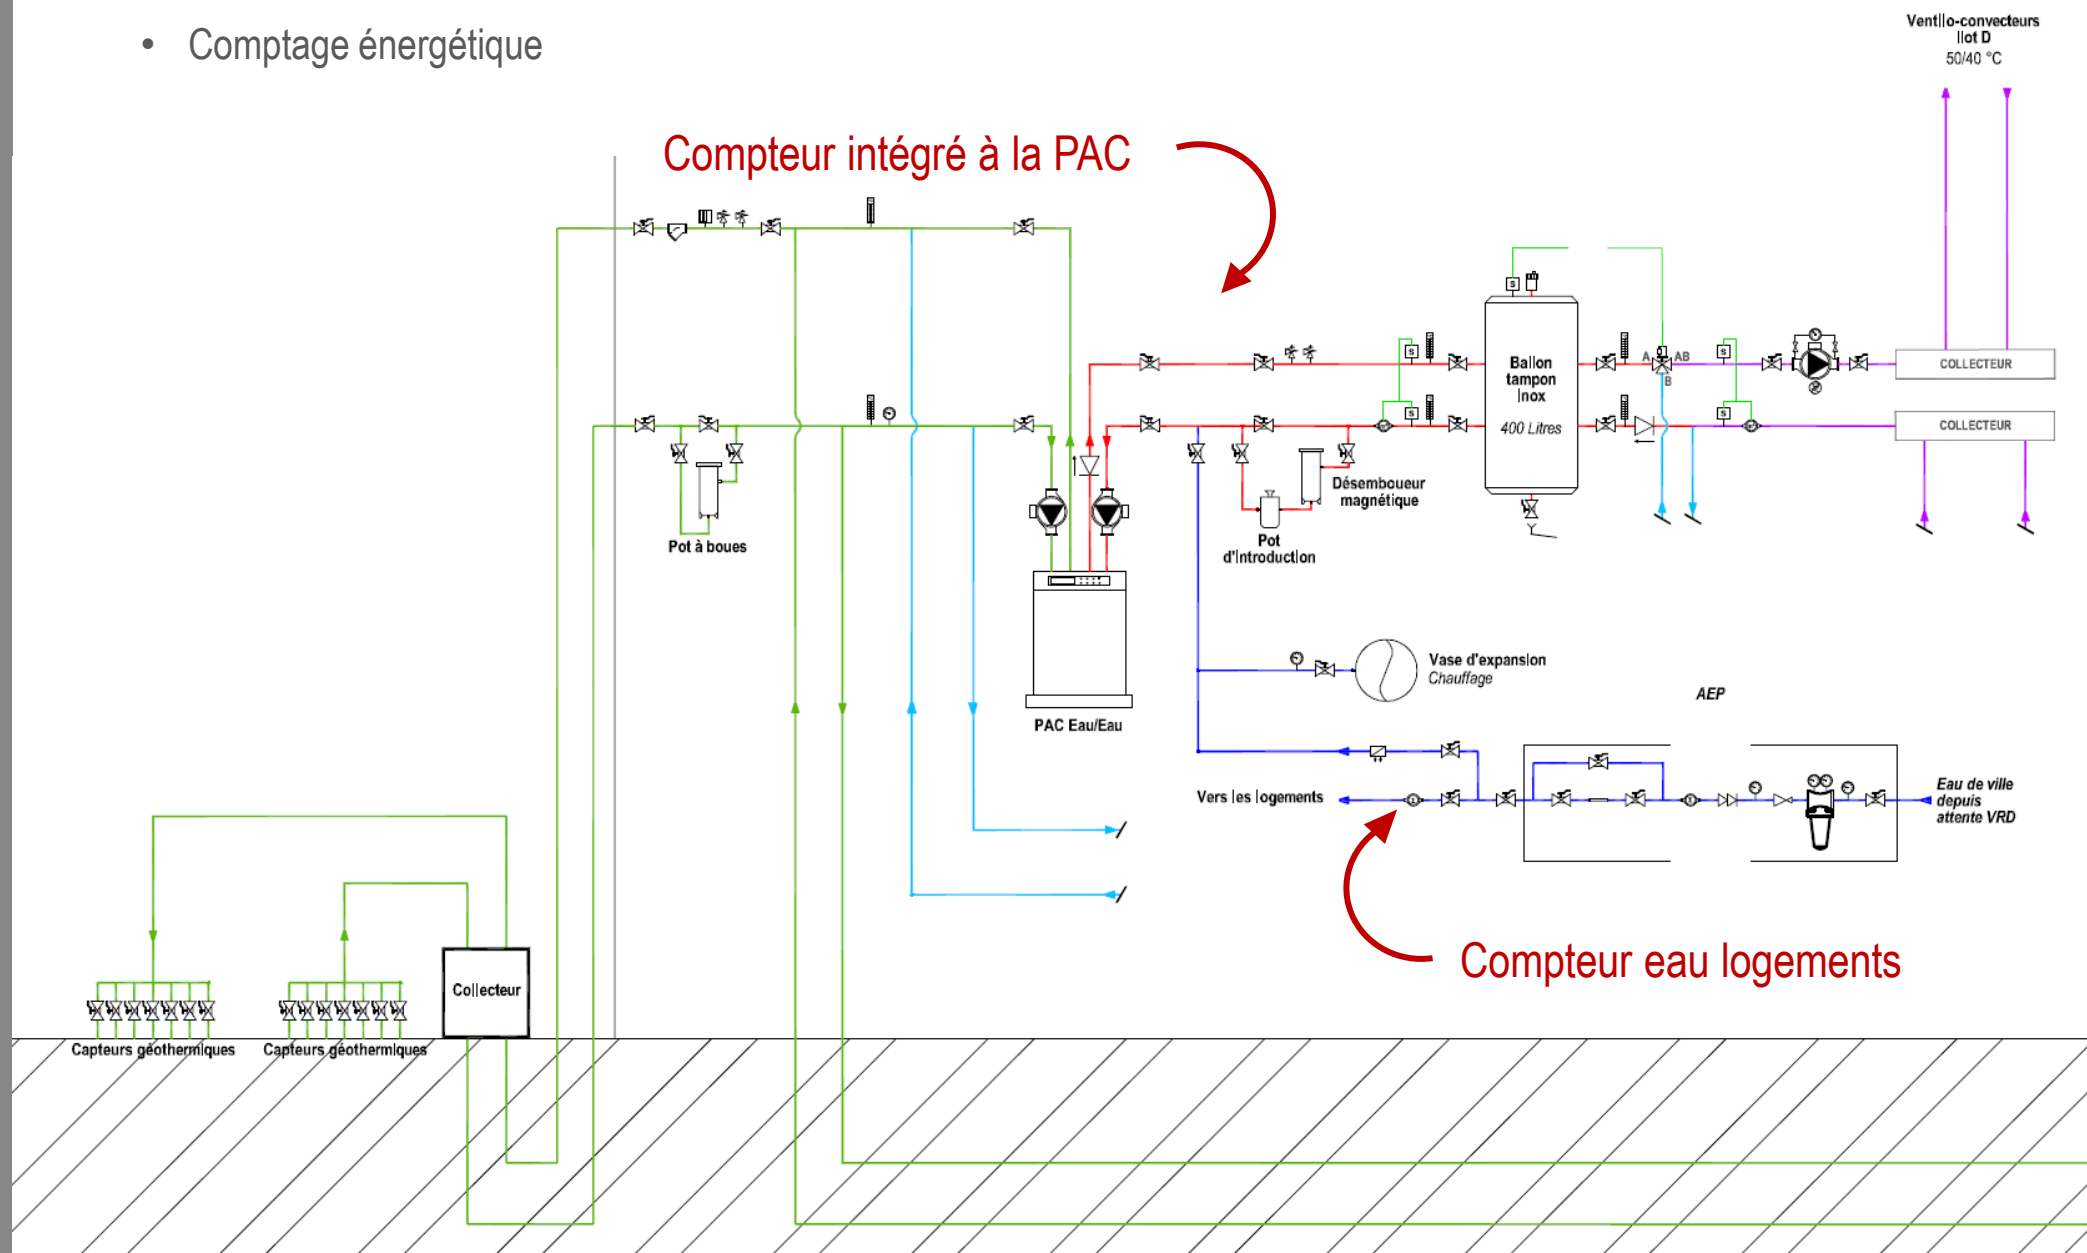 • Comptage énergétique
Ventilo-convecteurs
Ilot D
50/40 °C
Compteur intégré à la PAC
S
S
A
AB
S
B
S
S
Ballon
tampon
Inox
400 Litres
COLLECTEUR
COLLECTEUR
Désemboueur
magnétique
Pot à boues
Pot
d'introduction
PAC Eau/Eau
Vase d'expansion
Chauffage
AEP
Vers les logements
Eau de ville
depuis
attente VRD
Compteur eau logements
Collecteur
Capteurs géothermiques
Capteurs géothermiques